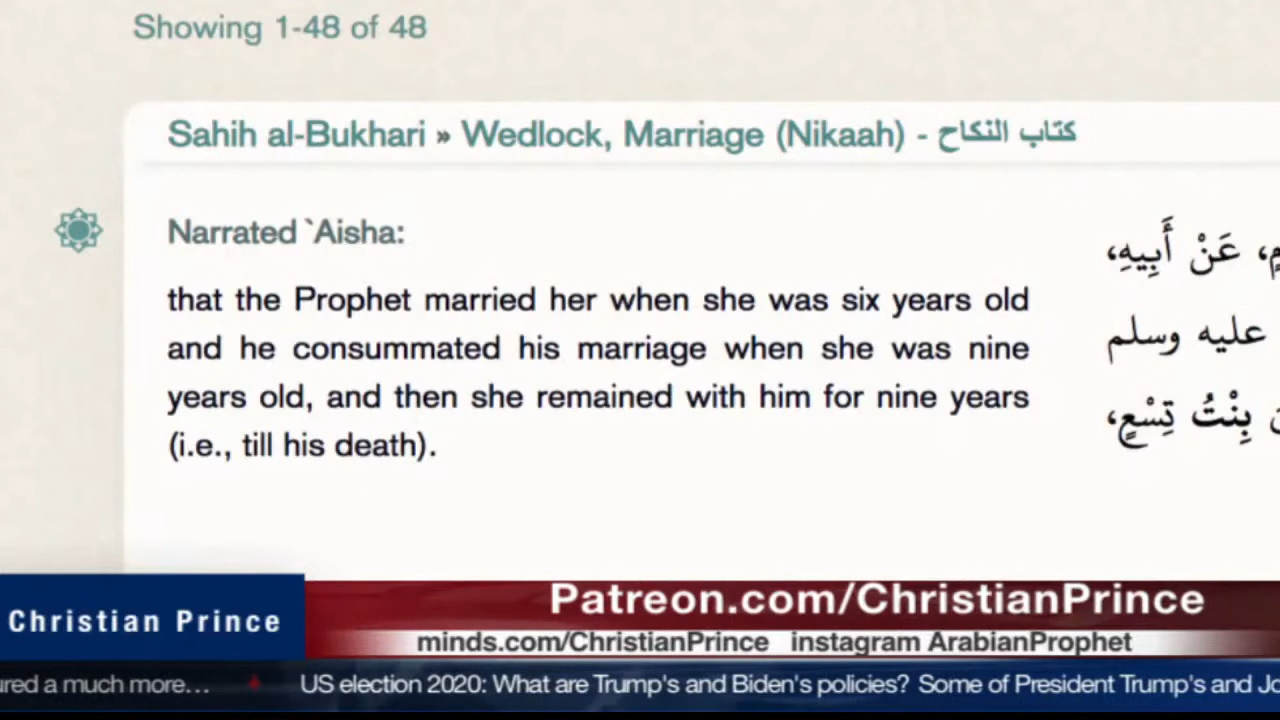 Showing 1-48 of 48
Sahih al-Bukhari » Wedlock, Marriage (Nikaah) - كتاب النكاح
Narrated `Aisha:
that the Prophet married her when she was six years old
and he consummated his marriage when she was nine
years old, and then she remained with him for nine years
(i.e., till his death).
عَنْ أَبِيهِ،
عليه وسلم
بِنْتُ تِسْعٍ،
Christian Prince
Patreon.com/ChristianPrince
minds.com/ChristianPrince instagram ArabianProphet
a much more... US election 2020: What are Trump's and Biden's policies? Some of President Trump's and